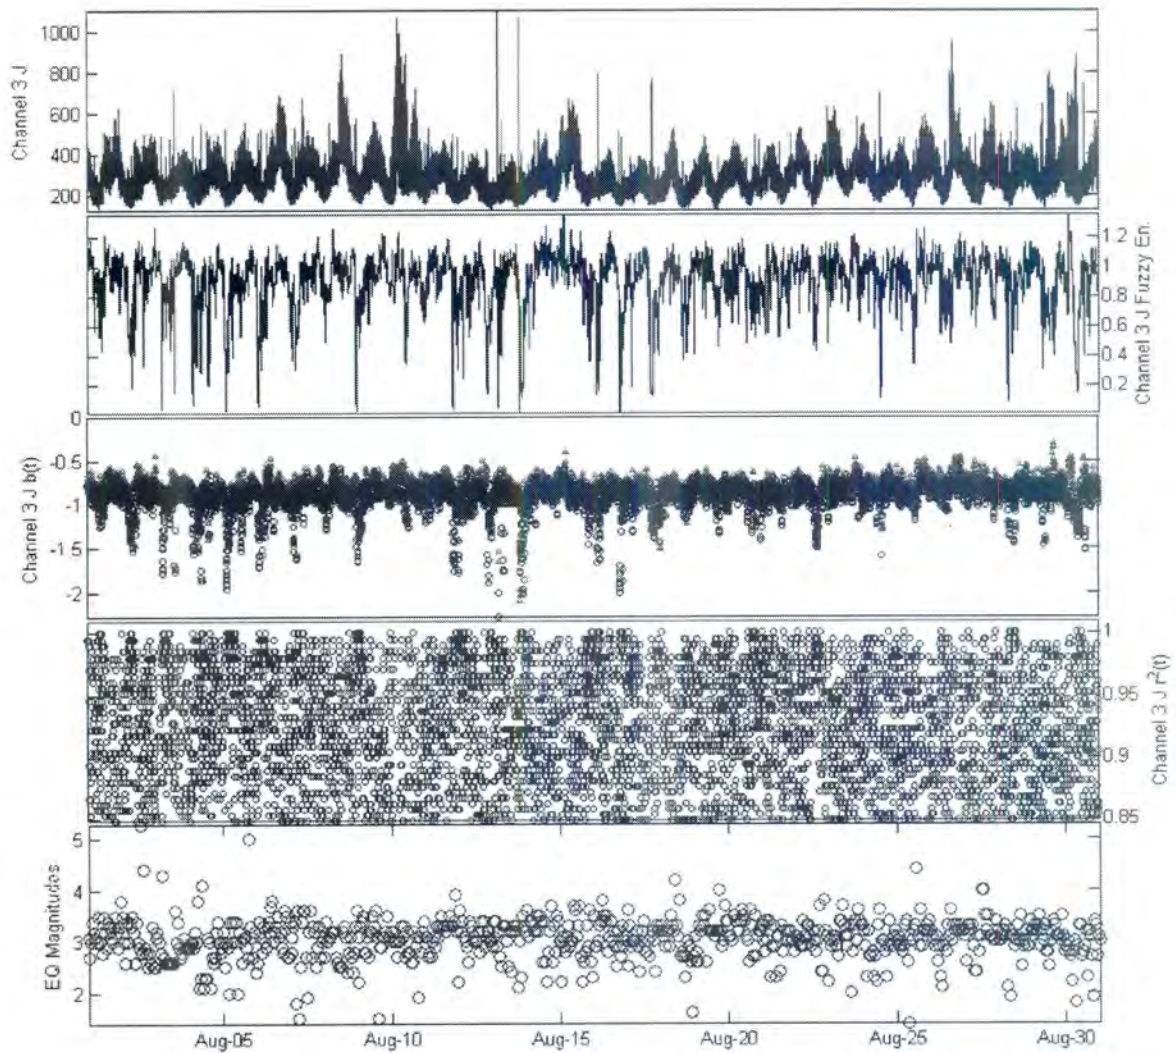 Channel 3 J
1000
800
600
400
200
Channel 3 J Fuzzy En.
1.2
1
0.8
0.6
0.4
0.2
Channel 3 J b(t)
0
-0.5
-1
-1.5
-2
Channel 3 J r²(t)
1
0.95
0.9
0.85
EQ Magnitudes
5
4
3
2
Aug-05
Aug-10
Aug-15
Aug-20
Aug-25
Aug-30